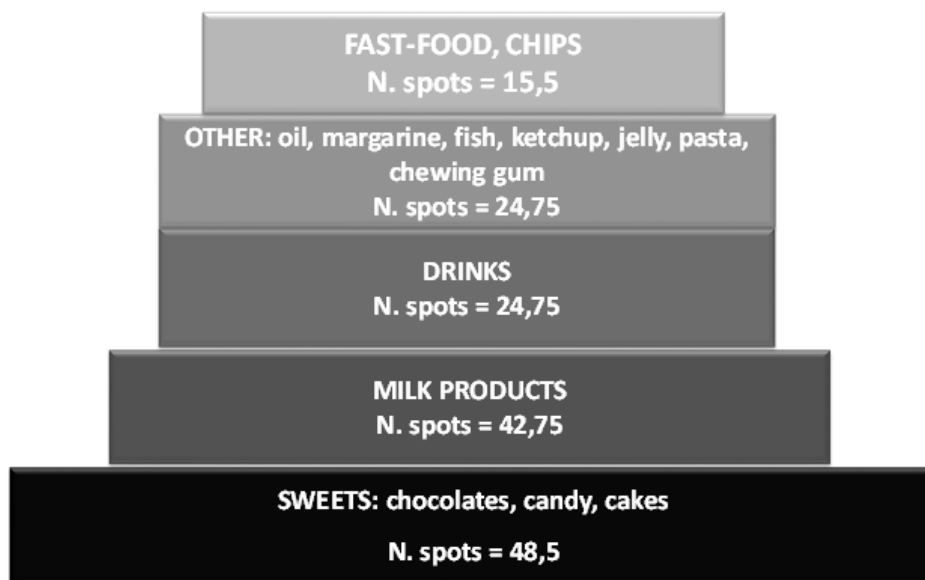 FAST-FOOD, CHIPS
N. spots = 15,5
OTHER: oil, margarine, fish, ketchup, jelly, pasta,
chewing gum
N. spots = 24,75
DRINKS
N. spots = 24,75
MILK PRODUCTS
N. spots = 42,75
SWEETS: chocolates, candy, cakes
N. spots = 48,5